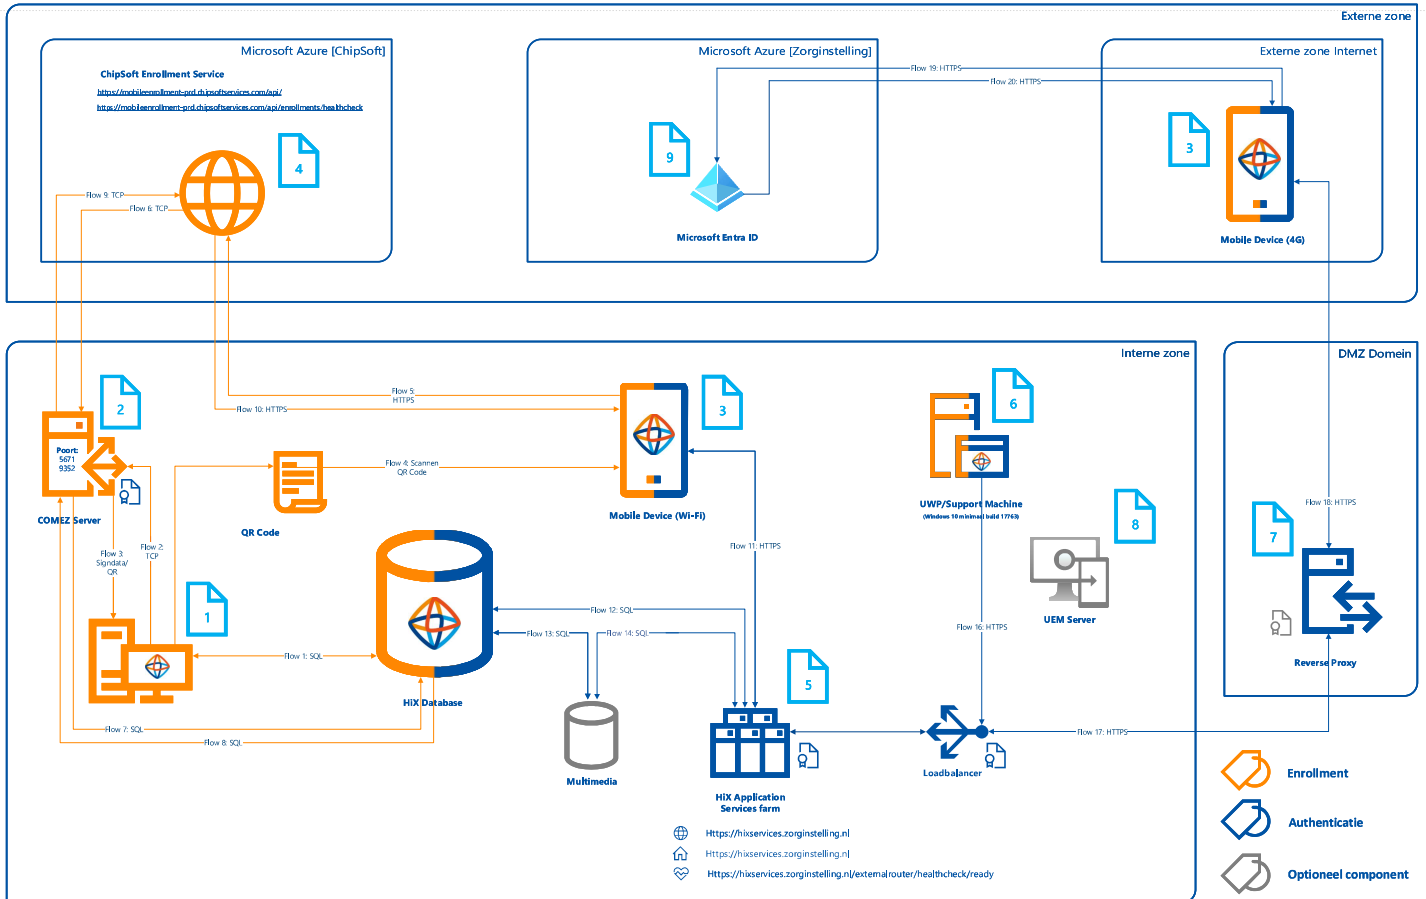 Externe zone
Microsoft Azure [ChipSoft]
ChipSoft Enrollment Service
https://mobileenrollment-prd.chipsoftservices.com/api/
https://mobileenrollment-prd.chipsoftservices.com/api/enrollments/healthcheck
4
Flow 9: TCP
Flow 6: TCP
Microsoft Azure [Zorginstelling]
9
Microsoft Entra ID
Flow 19: HTTPS
Flow 20: HTTPS
Externe zone Internet
3
Mobile Device (4G)
Interne zone
2
Poort:
5671
9352
COMEZ Server
Flow 5:
HTTPS
Flow 10: HTTPS
Flow 4: Scannen
QR Code
QR Code
3
Mobile Device (Wi-Fi)
6
UWP/Support Machine
(Windows 10 minimaal build 17763)
8
UEM Server
Flow 3:
Signdata/
QR
Flow 2:
TCP
1
Flow 1: SQL
HiX Database
Flow 7: SQL
Flow 8: SQL
Flow 11: HTTPS
Flow 12: SQL
Flow 13: SQL
Flow 14: SQL
Multimedia
5
HiX Application
Services farm
Flow 16: HTTPS
Loadbalancer
Flow 17: HTTPS
Https://hixservices.zorginstelling.nl
Https://hixservices.zorginstelling.nl
Https://hixservices.zorginstelling.nl/externalrouter/healthcheck/ready
DMZ Domein
Flow 18: HTTPS
7
Reverse Proxy
Enrollment
Authenticatie
Optioneel component